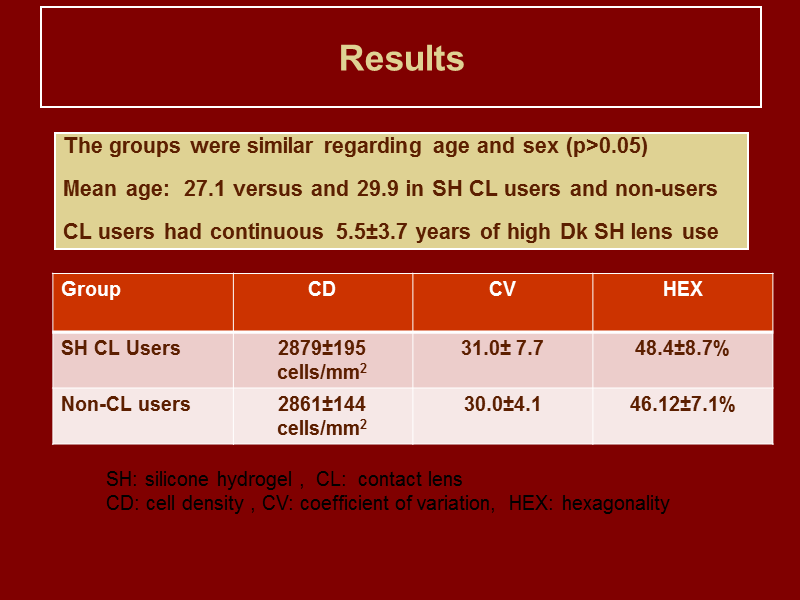 Results
The groups were similar regarding age and sex (p>0.05)
Mean age: 27.1 versus and 29.9 in SH CL users and non-users
CL users had continuous 5.5±3.7 years of high Dk SH lens use
Group CD CV HEX
SH CL Users 2879±195 cells/mm² 31.0± 7.7 48.4±8.7%
Non-CL users 2861±144 cells/mm² 30.0±4.1 46.12±7.1%
SH: silicone hydrogel , CL: contact lens
CD: cell density , CV: coefficient of variation, HEX: hexagonality